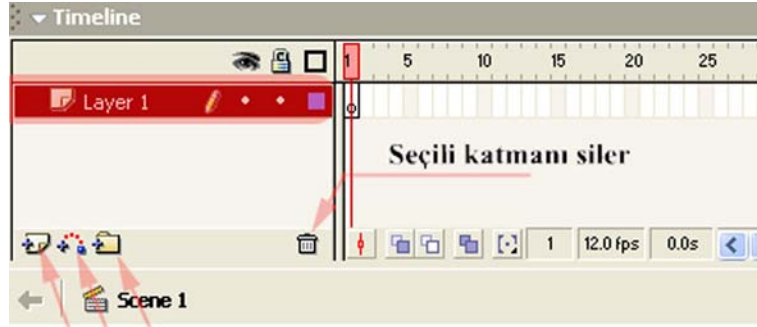 Timeline
1 5 10 15 20 25
Layer 1
Seçili katmanı siler
1 12.0 fps 0.0s
Scene 1